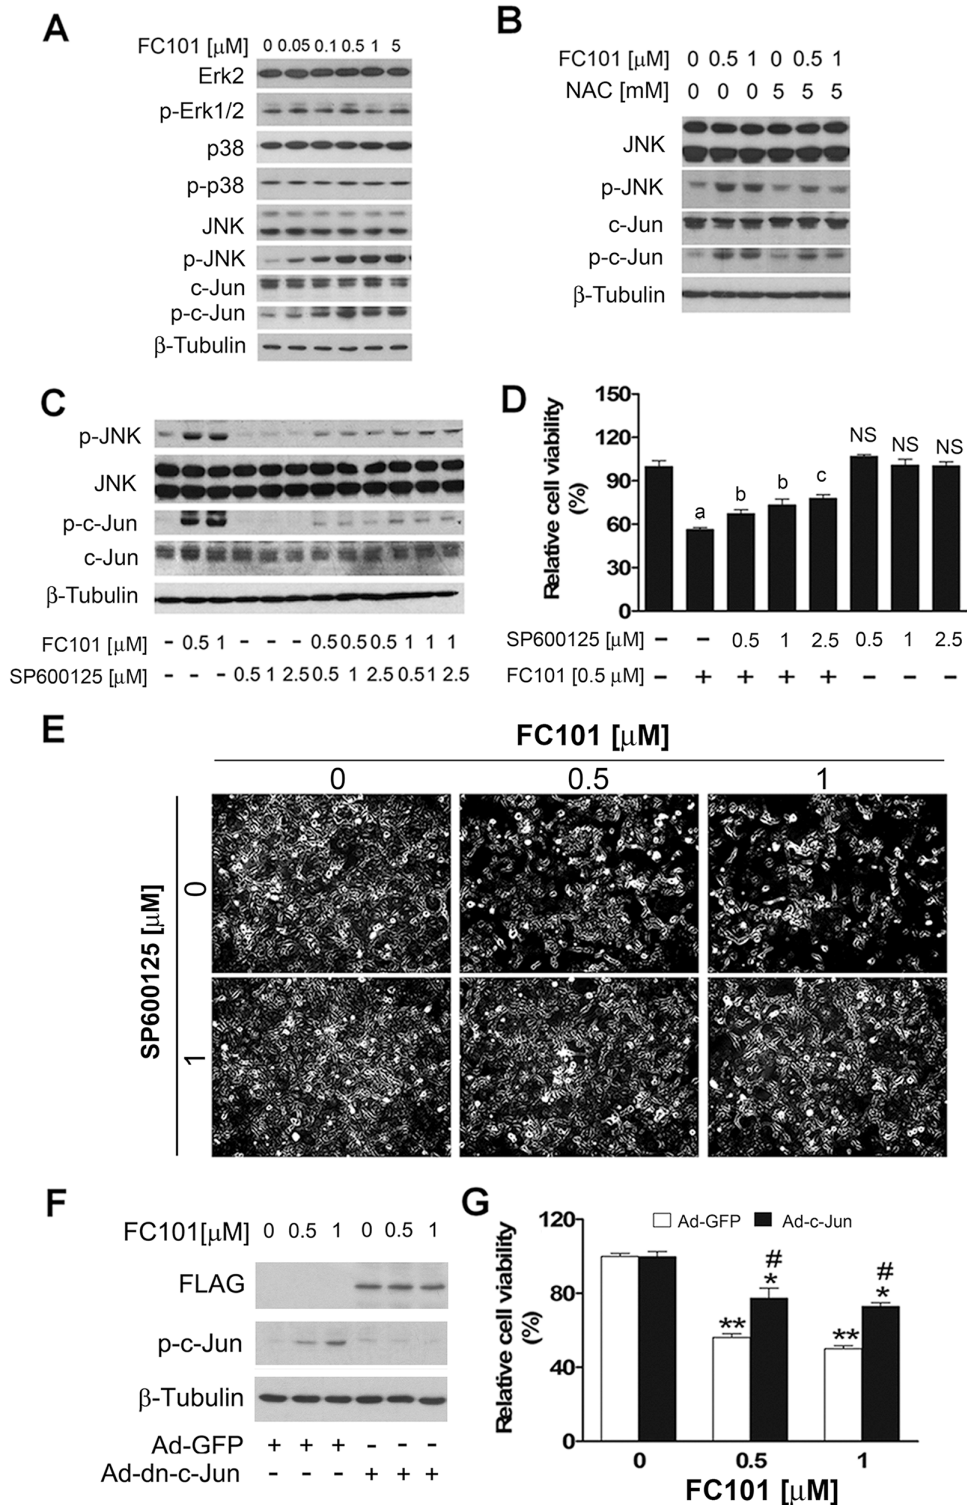 A
FC101 [μM] 0 0.05 0.1 0.5 1 5
Erk2
p-Erk1/2
p38
p-p38
JNK
p-JNK
c-Jun
p-c-Jun
β-Tubulin
B
FC101 [μM] 0 0.5 1 0 0.5 1
NAC [mM] 0 0 0 5 5 5
JNK
p-JNK
c-Jun
p-c-Jun
β-Tubulin
C
p-JNK
JNK
p-c-Jun
c-Jun
β-Tubulin
FC101 [μM] – 0.5 1 – – – 0.5 0.5 0.5 1 1 1
SP600125 [μM] – – – 0.5 1 2.5 0.5 1 2.5 0.5 1 2.5
D
Relative cell viability
(%)
150
120
90
60
30
0
a b b c NS NS NS
SP600125 [μM] – – 0.5 1 2.5 0.5 1 2.5
FC101 [0.5 μM] – + + + + – – –
E
FC101 [μM]
0 0.5 1
SP600125 [μM]
0
1
F
FC101[μM] 0 0.5 1 0 0.5 1
FLAG
p-c-Jun
β-Tubulin
Ad-GFP + + + - - -
Ad-dn-c-Jun - - - + + +
G
Relative cell viability
(%)
120
80
40
0
Ad-GFP Ad-c-Jun
** # * ** # *
0 0.5 1
FC101 [μM]